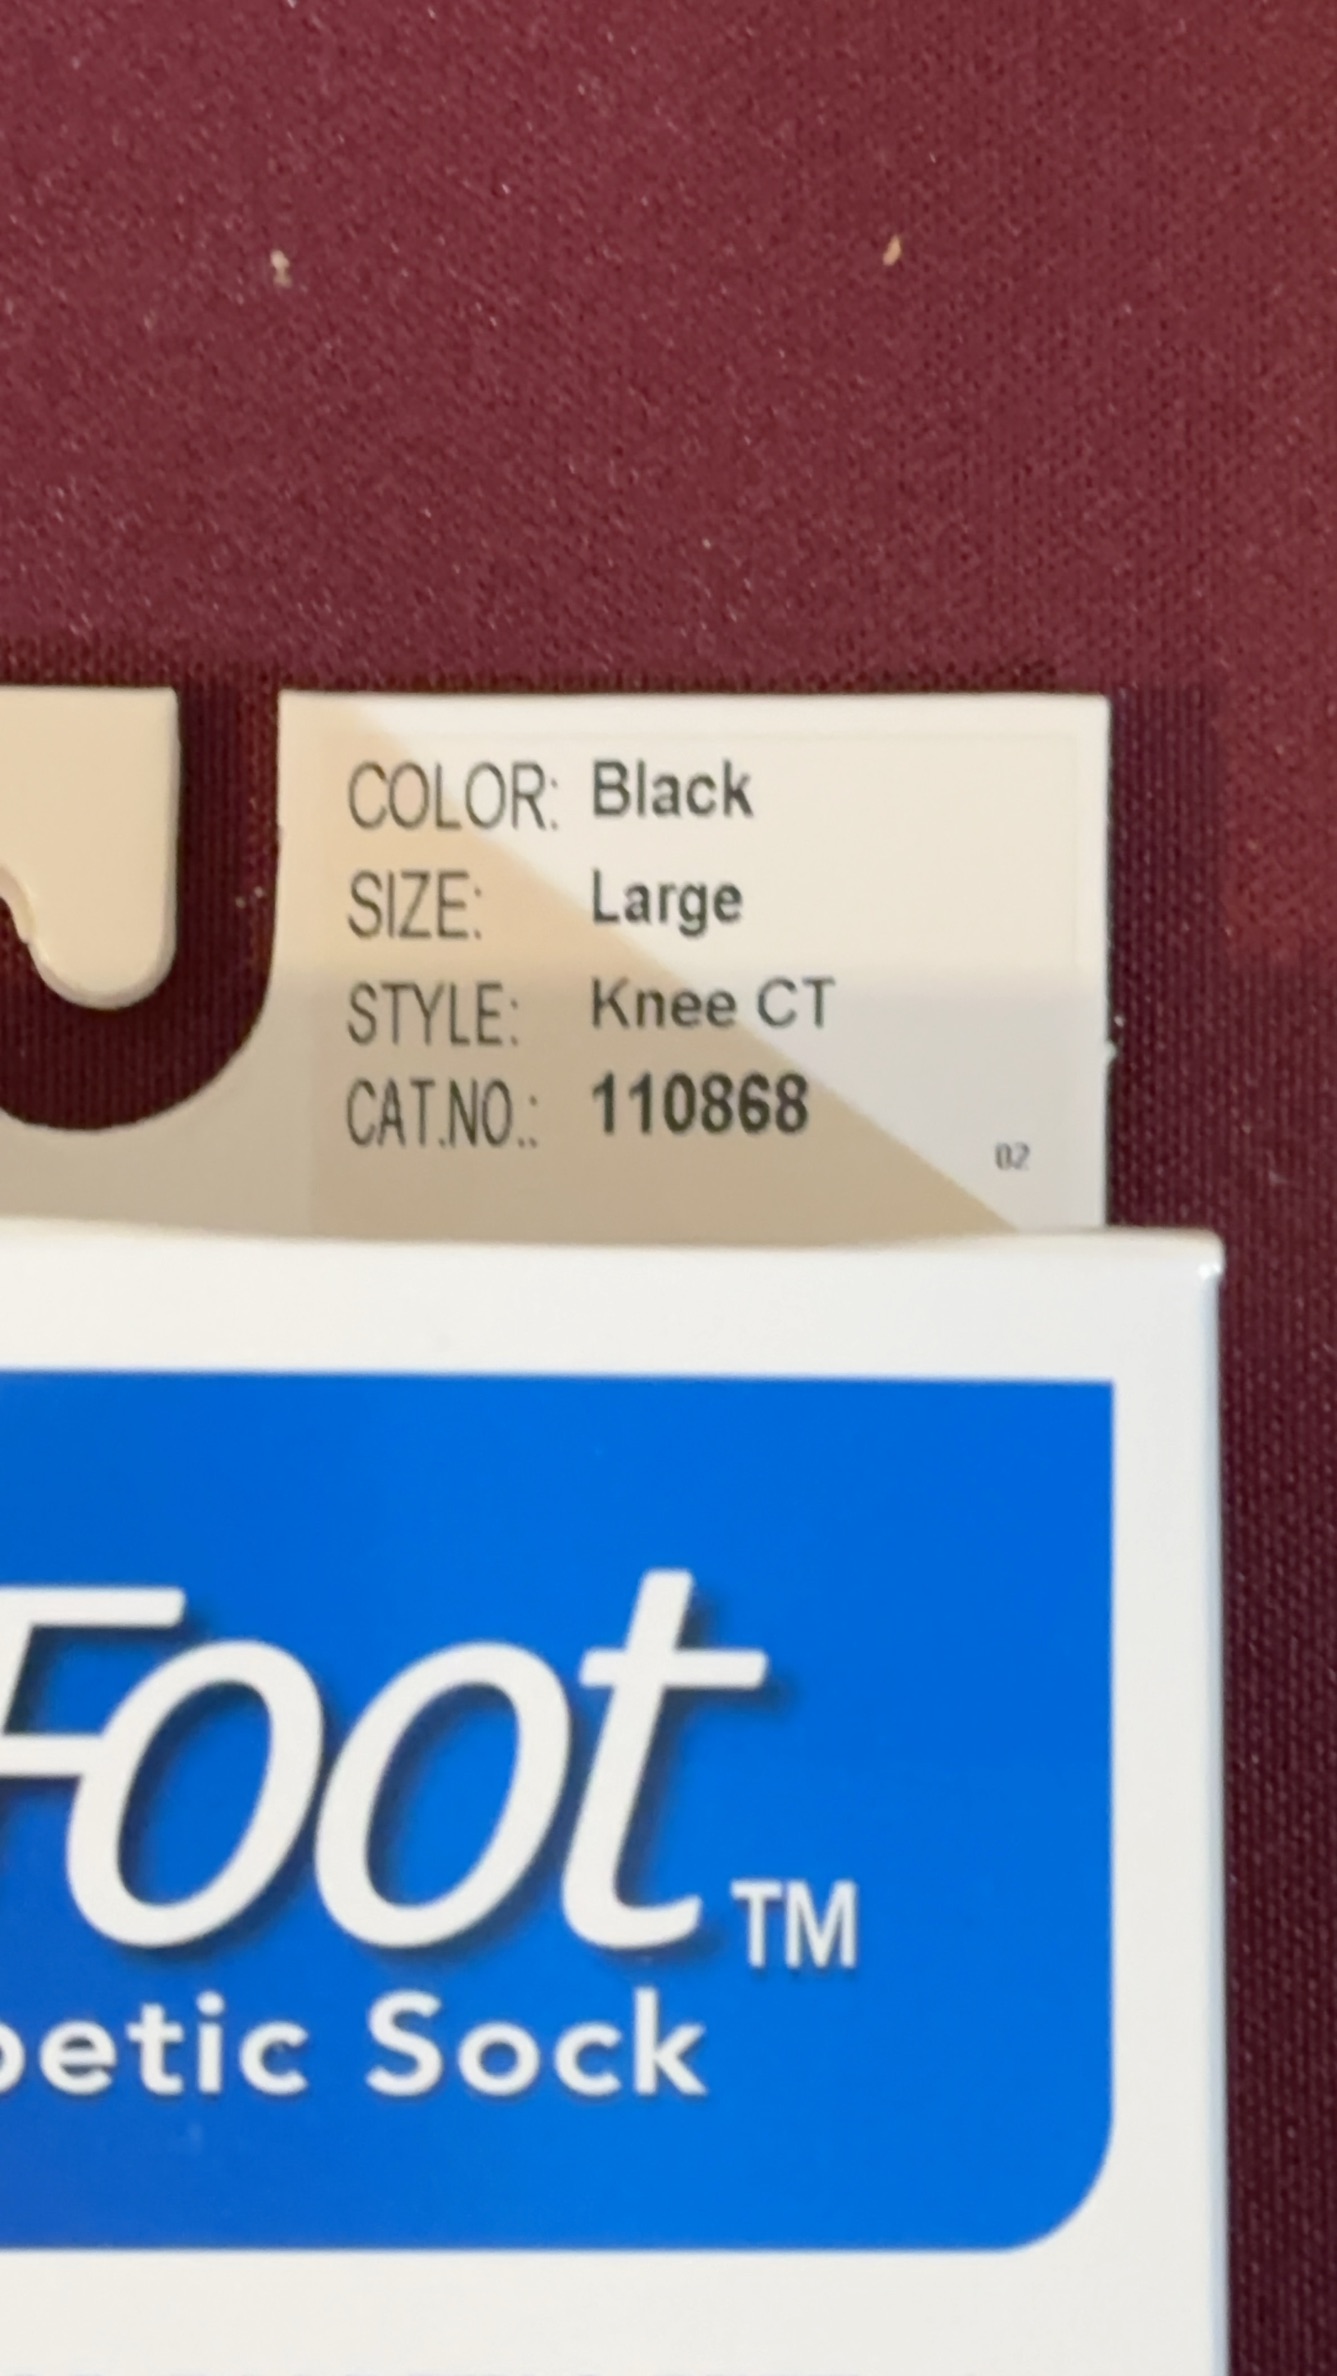 COLOR: Black
SIZE: Large
STYLE: Knee CT
CAT.NO.: 110868
02
Foot™
betic Sock